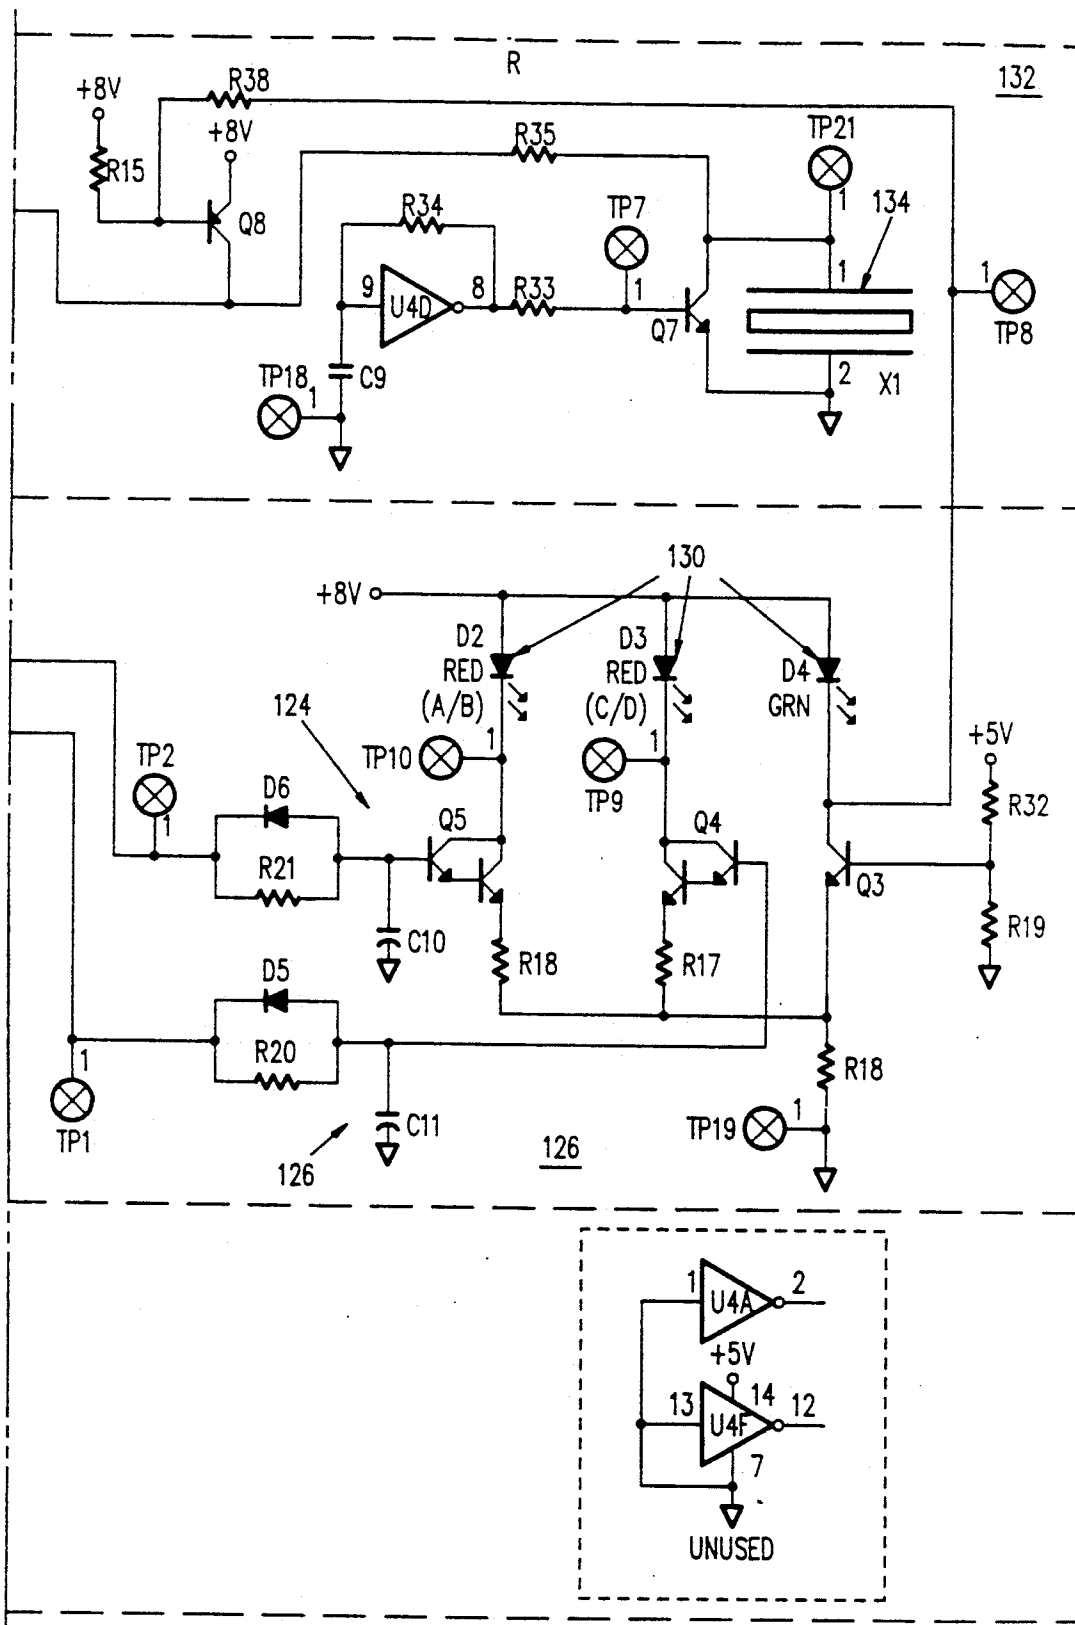 R
132
+8V
R38
+8V
R35
TP21
R15
1
Q8
R34
TP7
134
9
U4D
8
R33
1
Q7
1
1
TP8
TP18
1
C9
2
X1
130
+8V
D2
RED
(A/B)
D3
RED
(C/D)
D4
GRN
124
1
1
+5V
TP2
TP10
TP9
1
D6
Q5
Q4
R32
R21
Q3
C10
R18
R17
R19
D5
R20
R18
1
TP1
C11
TP19
1
126
126
1
U4A
2
+5V
13
U4F
14
12
7
UNUSED